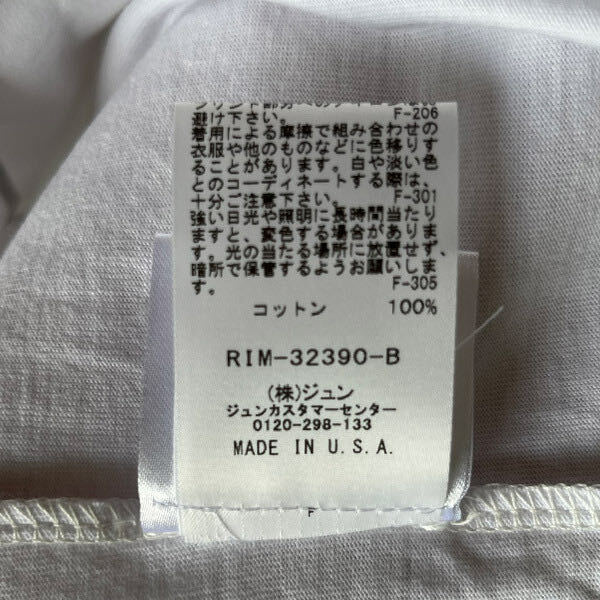 避け下さい。 F-206
着用による摩擦で組み合わせの
衣服や他のものなどに色移りす
ることがあります。白や淡い色
とのコーディネートする際は、
十分ご注意下さい。 F-301
強い日光や照明に長時間当たり
ますと、変色する場合がありま
す。光の当たる場所に放置せず、
暗所で保管するようお願いしま
す。 F-305
コットン 100%
RIM-32390-B
(株)ジュン
ジュンカスタマーセンター
0120-298-133
MADE IN U.S.A.
F